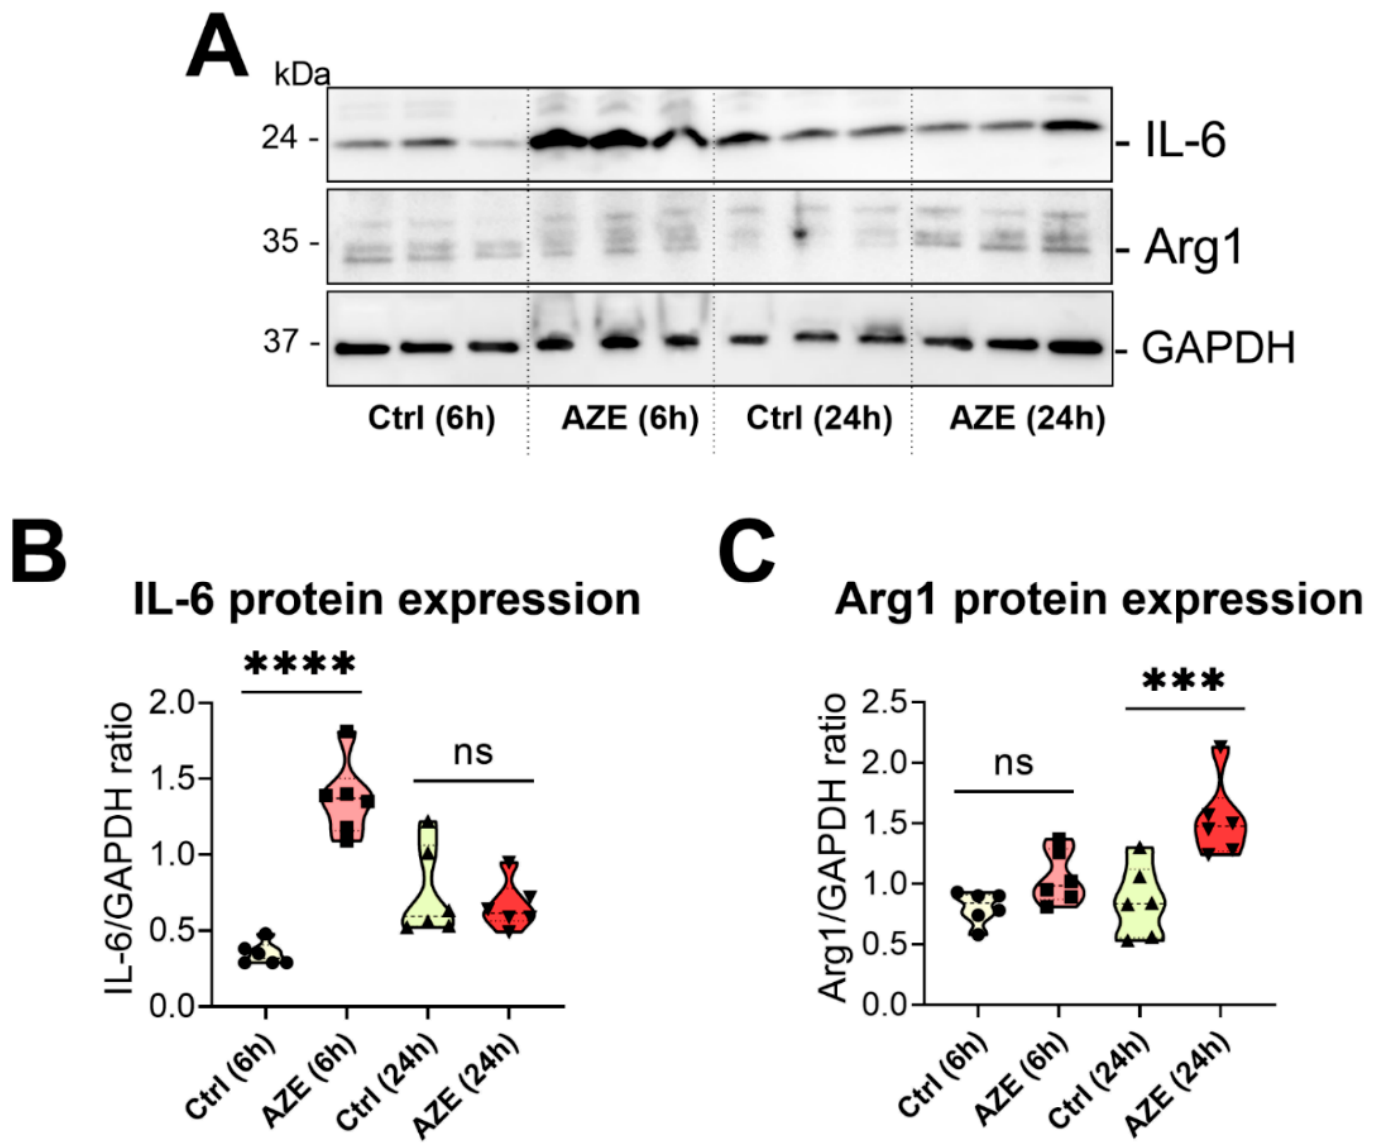 A
kDa
24 -
- IL-6
35 -
- Arg1
37 -
- GAPDH
Ctrl (6h) AZE (6h) Ctrl (24h) AZE (24h)
B
IL-6 protein expression
****
ns
IL-6/GAPDH ratio
2.0
1.5
1.0
0.5
0.0
Ctrl (6h)
AZE (6h)
Ctrl (24h)
AZE (24h)
C
Arg1 protein expression
***
ns
Arg1/GAPDH ratio
2.5
2.0
1.5
1.0
0.5
0.0
Ctrl (6h)
AZE (6h)
Ctrl (24h)
AZE (24h)